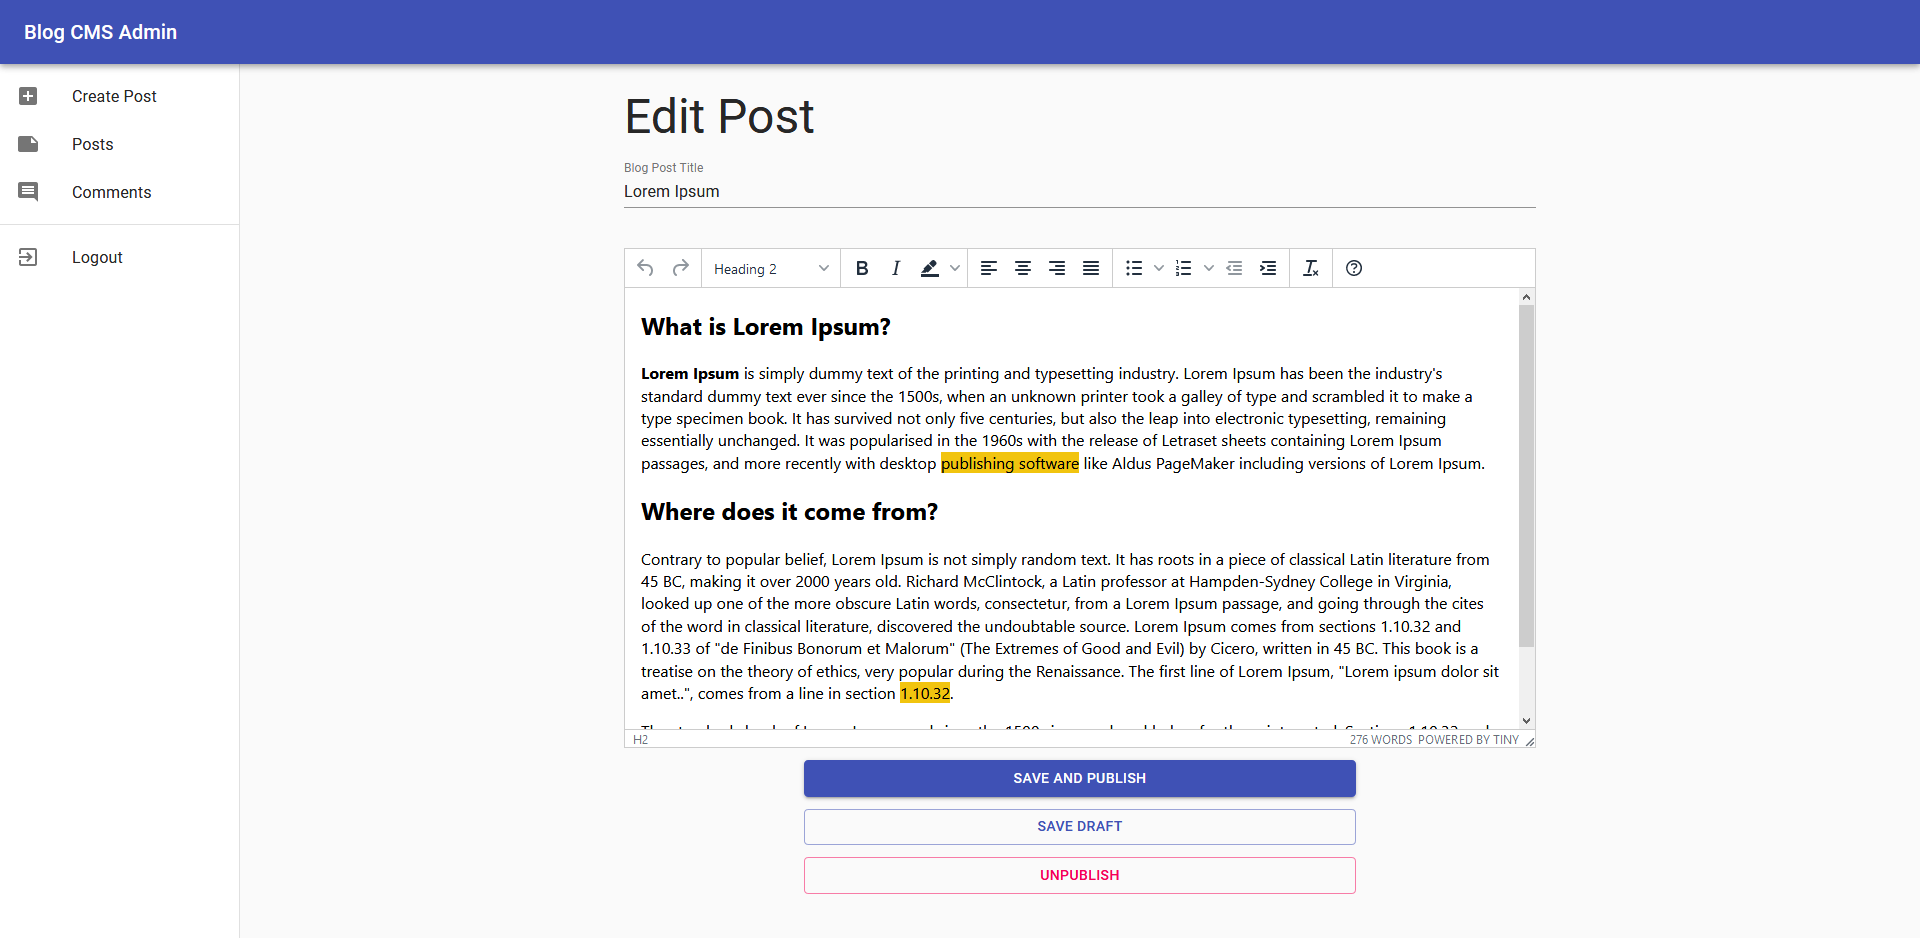 Blog CMS Admin
Create Post
Posts
Comments
Logout
Edit Post
Blog Post Title
Lorem Ipsum
Heading 2
What is Lorem Ipsum?
Lorem Ipsum is simply dummy text of the printing and typesetting industry. Lorem Ipsum has been the industry's
standard dummy text ever since the 1500s, when an unknown printer took a galley of type and scrambled it to make a
type specimen book. It has survived not only five centuries, but also the leap into electronic typesetting, remaining
essentially unchanged. It was popularised in the 1960s with the release of Letraset sheets containing Lorem Ipsum
passages, and more recently with desktop publishing software like Aldus PageMaker including versions of Lorem Ipsum.
Where does it come from?
Contrary to popular belief, Lorem Ipsum is not simply random text. It has roots in a piece of classical Latin literature from
45 BC, making it over 2000 years old. Richard McClintock, a Latin professor at Hampden-Sydney College in Virginia,
looked up one of the more obscure Latin words, consectetur, from a Lorem Ipsum passage, and going through the cites
of the word in classical literature, discovered the undoubtable source. Lorem Ipsum comes from sections 1.10.32 and
1.10.33 of "de Finibus Bonorum et Malorum" (The Extremes of Good and Evil) by Cicero, written in 45 BC. This book is a
treatise on the theory of ethics, very popular during the Renaissance. The first line of Lorem Ipsum, "Lorem ipsum dolor sit
amet..", comes from a line in section 1.10.32.
H2
276 WORDS POWERED BY TINY
SAVE AND PUBLISH
SAVE DRAFT
UNPUBLISH